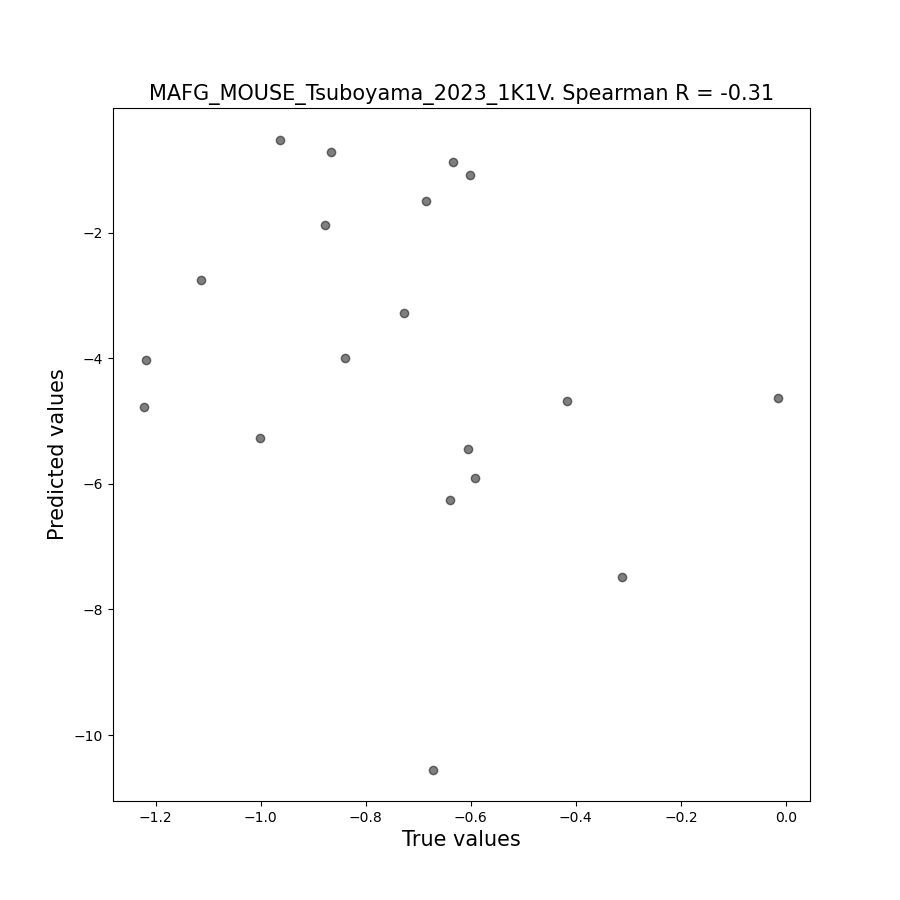 MAFG_MOUSE_Tsuboyama_2023_1K1V. Spearman R = -0.31
Predicted values
−2
−4
−6
−8
−10
−1.2 −1.0 −0.8 −0.6 −0.4 −0.2 0.0
True values